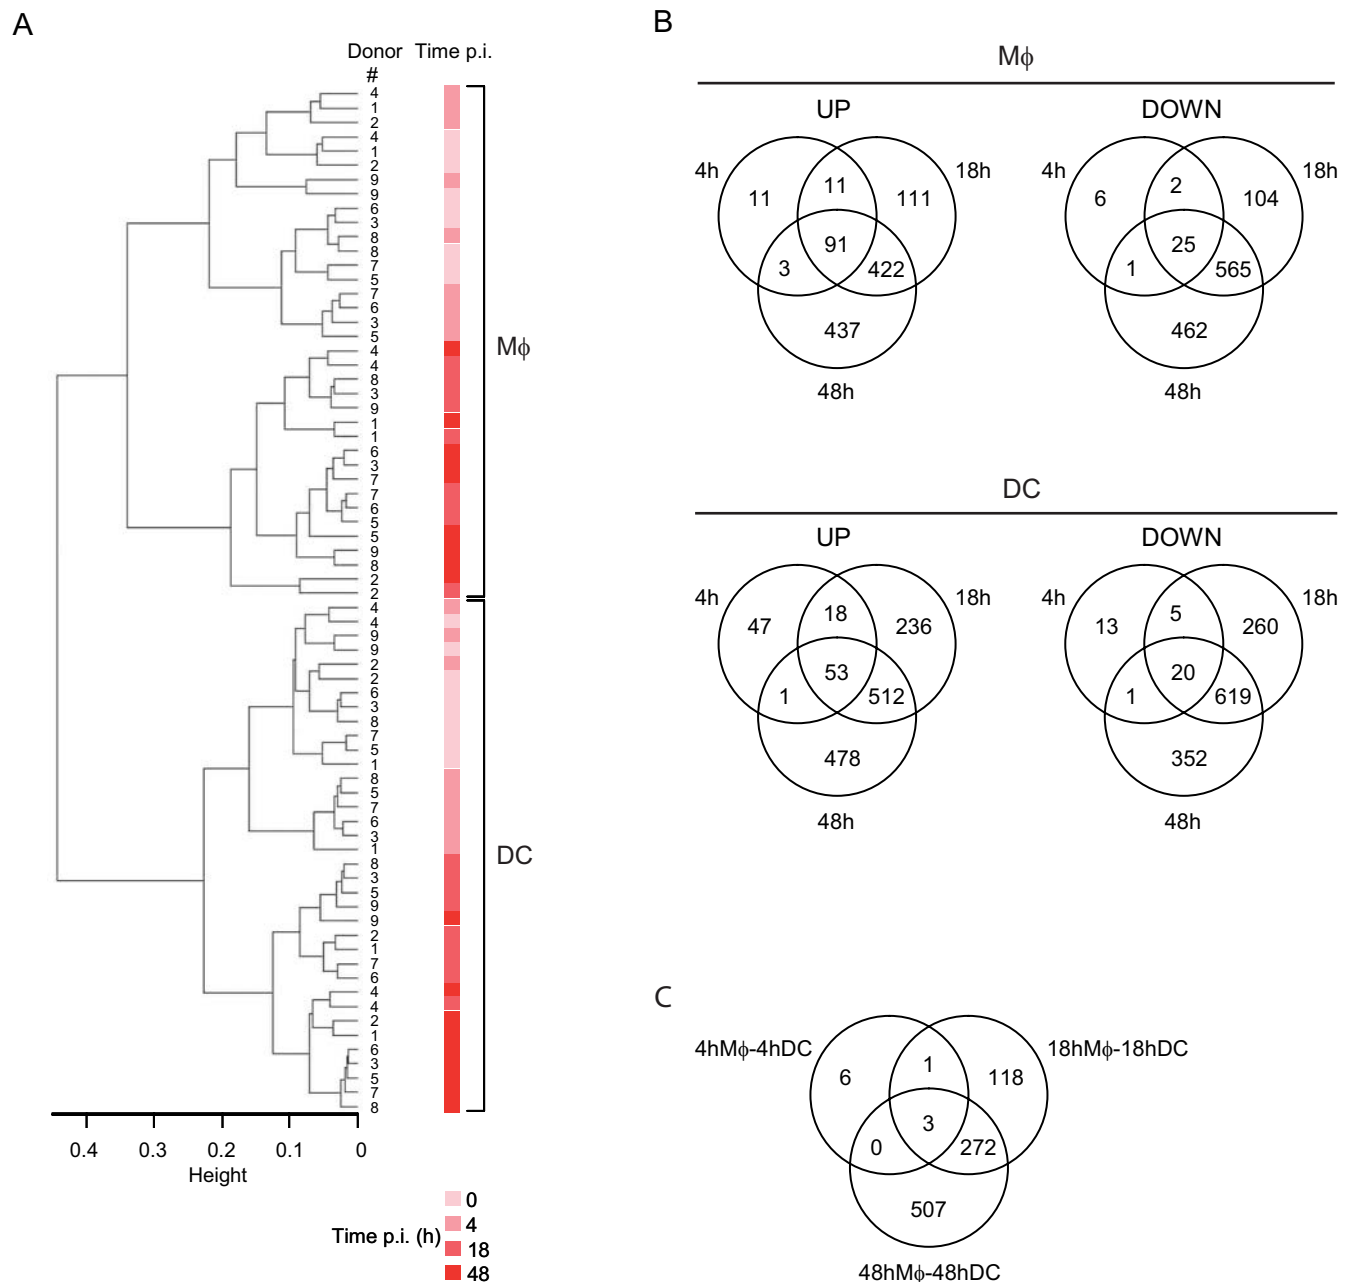 A
Donor
#
Time p.i.
4
1
2
4
1
2
9
9
6
3
8
8
7
5
7
6
3
5
4
4
8
3
9
1
1
6
3
7
7
6
5
5
9
8
2
2
4
4
9
9
2
2
6
3
8
7
5
1
8
5
7
6
3
1
8
3
5
9
9
2
1
7
6
4
4
2
1
6
3
5
7
8
Mϕ
DC
0.4 0.3 0.2 0.1 0
Height
Time p.i. (h)
0
4
18
48
B
Mϕ
UP
4h
18h
11 11 111
91
3 422
437
48h
DOWN
4h
18h
6 2 104
25
1 565
462
48h
DC
UP
4h
18h
47 18 236
53
1 512
478
48h
DOWN
4h
18h
13 5 260
20
1 619
352
48h
C
4hMϕ-4hDC
18hMϕ-18hDC
6 1 118
3
0 272
507
48hMϕ-48hDC